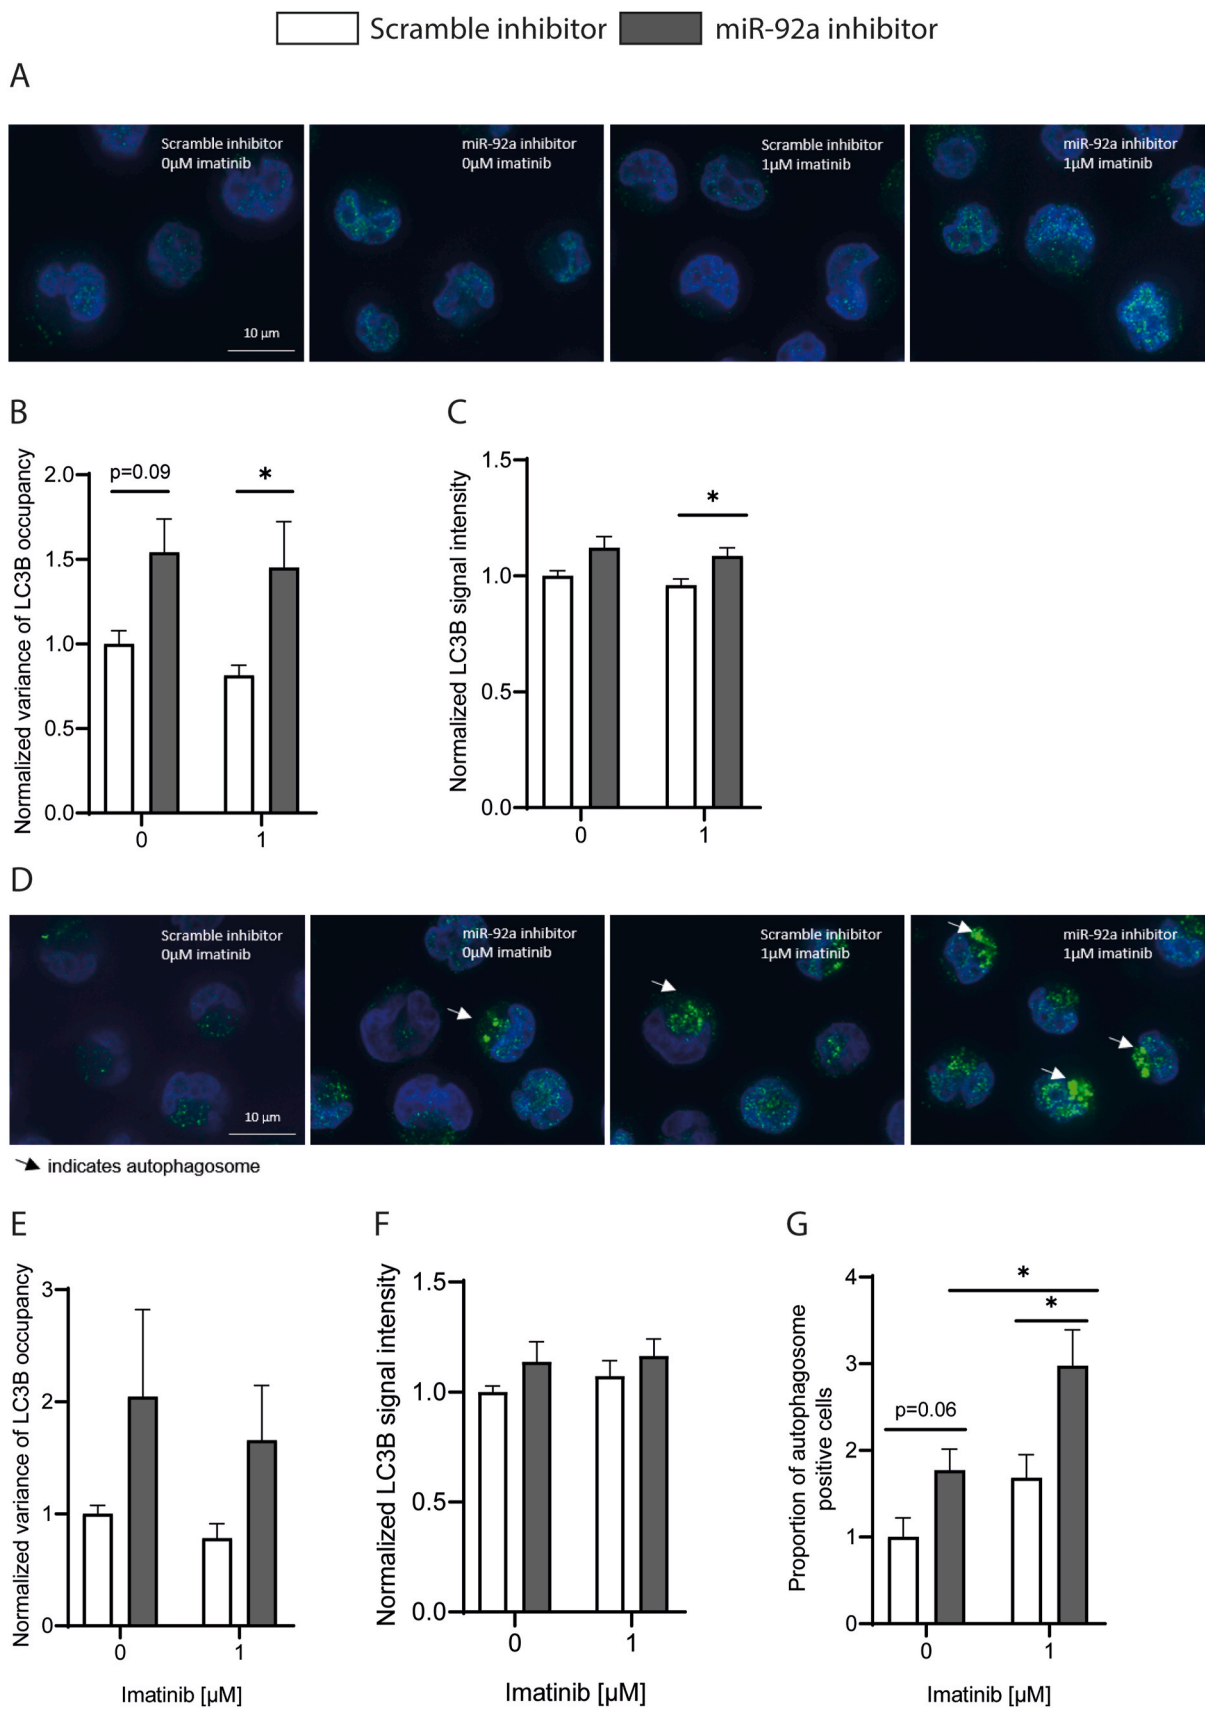 Scramble inhibitor miR-92a inhibitor
A
Scramble inhibitor
0µM imatinib
10 µm
miR-92a inhibitor
0µM imatinib
Scramble inhibitor
1µM imatinib
miR-92a inhibitor
1µM imatinib
B
Normalized variance of LC3B occupancy
2.0
1.5
1.0
0.5
0.0
p=0.09
*
0 1
C
Normalized LC3B signal intensity
1.5
1.0
0.5
0.0
*
0 1
D
Scramble inhibitor
0µM imatinib
10 µm
miR-92a inhibitor
0µM imatinib
Scramble inhibitor
1µM imatinib
miR-92a inhibitor
1µM imatinib
indicates autophagosome
E
Normalized variance of LC3B occupancy
3
2
1
0
0 1
Imatinib [µM]
F
Normalized LC3B signal intensity
1.5
1.0
0.5
0.0
0 1
Imatinib [µM]
G
Proportion of autophagosome
positive cells
4
3
2
1
0
*
*
p=0.06
0 1
Imatinib [µM]